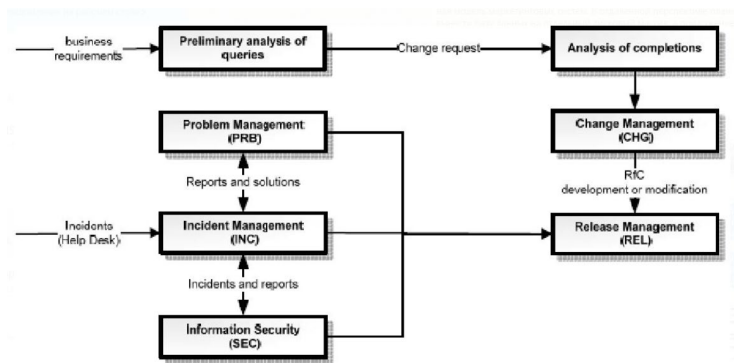 business
requirements
Preliminary analysis of
queries
Change request
Analysis of completions
Problem Management
(PRB)
Change Management
(CHG)
Reports and solutions
RfC
development or modification
Incidents
(Help Desk)
Incident Management
(INC)
Release Management
(REL)
Incidents and reports
Information Security
(SEC)